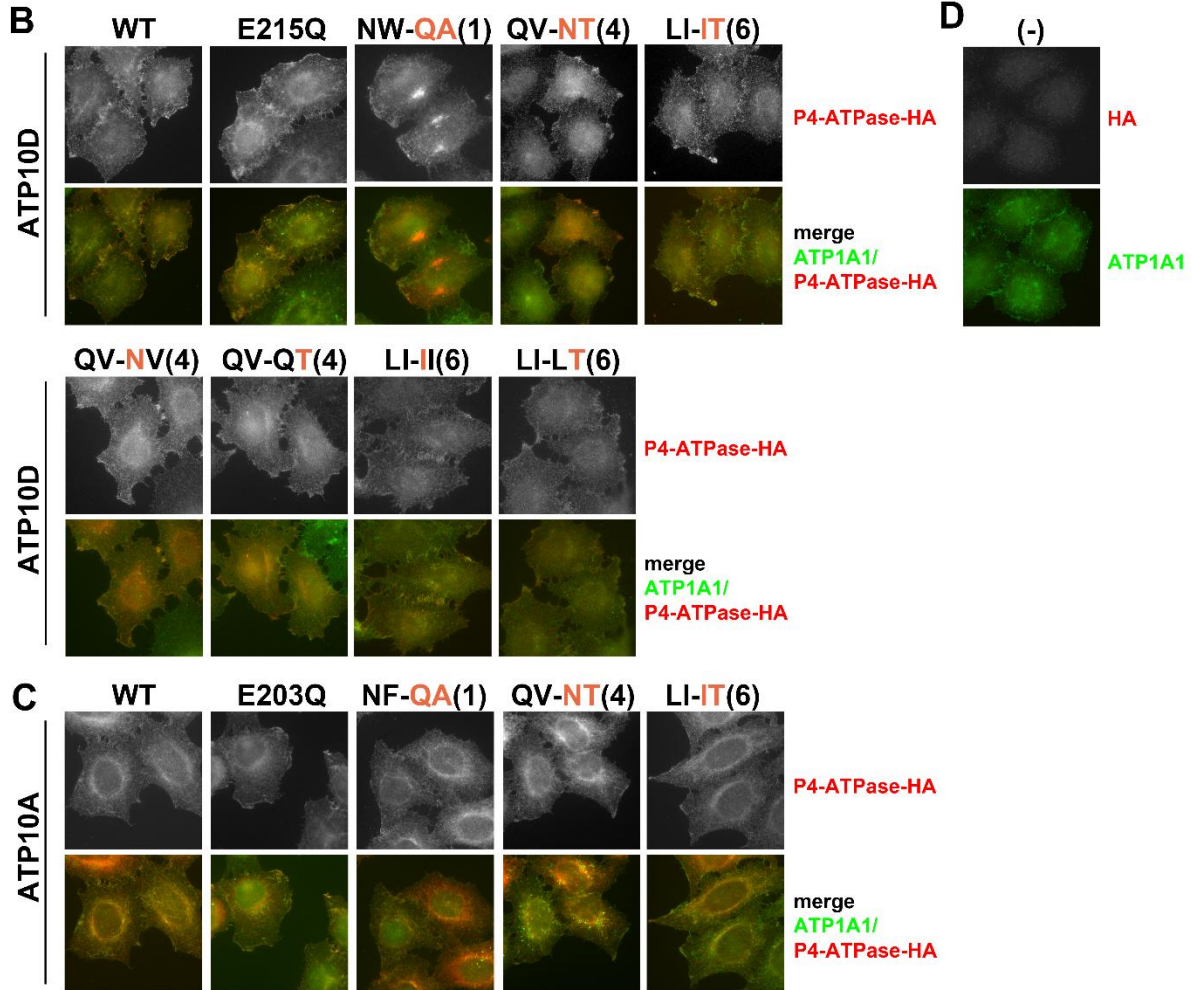 B
WT E215Q NW-QA(1) QV-NT(4) LI-IT(6)
ATP10D
P4-ATPase-HA
merge
ATP1A1/
P4-ATPase-HA
D
(-)
HA
ATP1A1
QV-NV(4) QV-QT(4) LI-II(6) LI-LT(6)
ATP10D
P4-ATPase-HA
merge
ATP1A1/
P4-ATPase-HA
C
WT E203Q NF-QA(1) QV-NT(4) LI-IT(6)
ATP10A
P4-ATPase-HA
merge
ATP1A1/
P4-ATPase-HA